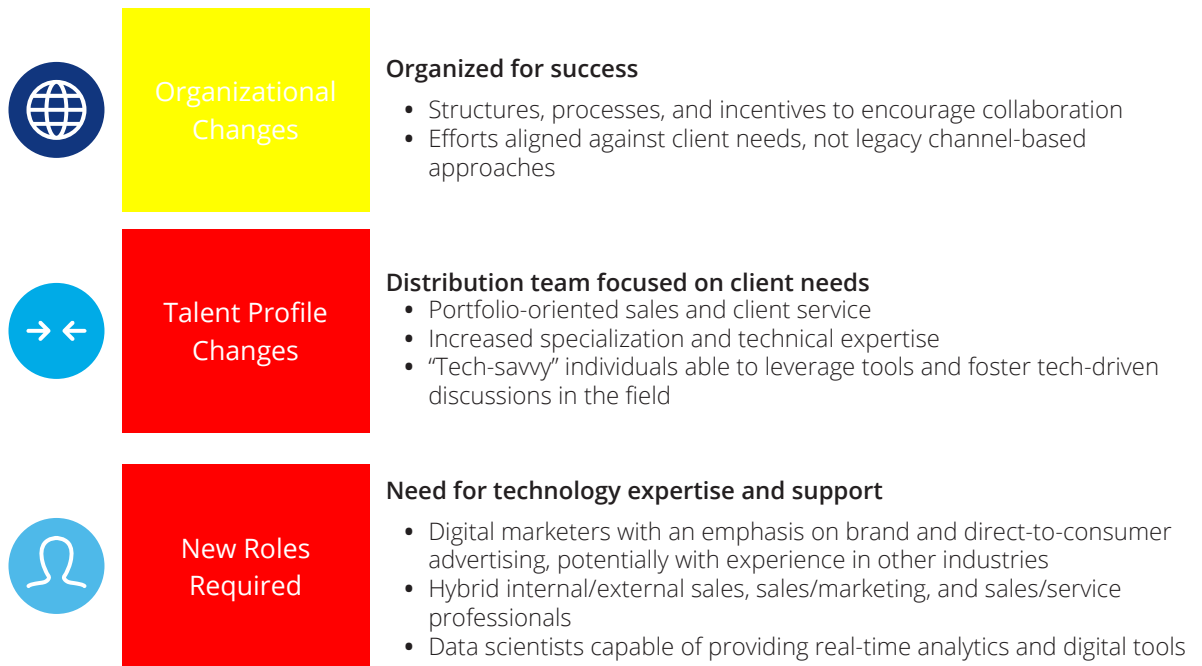 Organizational
Changes
Organized for success
• Structures, processes, and incentives to encourage collaboration
• Efforts aligned against client needs, not legacy channel-based
approaches
Talent Profile
Changes
Distribution team focused on client needs
• Portfolio-oriented sales and client service
• Increased specialization and technical expertise
• “Tech-savvy” individuals able to leverage tools and foster tech-driven
discussions in the field
New Roles
Required
Need for technology expertise and support
• Digital marketers with an emphasis on brand and direct-to-consumer
advertising, potentially with experience in other industries
• Hybrid internal/external sales, sales/marketing, and sales/service
professionals
• Data scientists capable of providing real-time analytics and digital tools